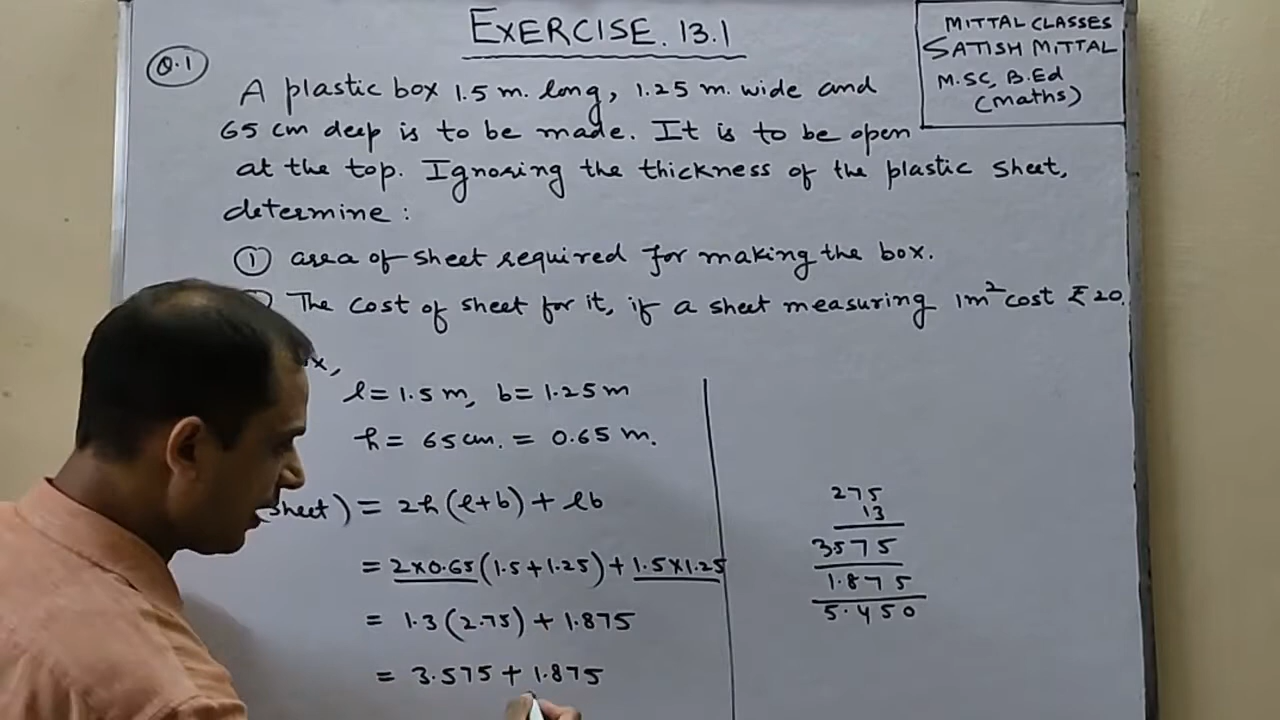 EXERCISE. 13.1
MITTAL CLASSES
SATISH MITTAL
M.SC, B.Ed
(maths)
Q.1
A plastic box 1.5 m. long, 1.25 m. wide and
65 cm deep is to be made. It is to be open
at the top. Ignoring the thickness of the plastic sheet,
determine :
① area of sheet required for making the box.
The cost of sheet for it, if a sheet measuring 1m² cost ₹20.
l = 1.5 m, b = 1.25 m
h = 65 cm. = 0.65 m.
sheet) = 2h(l+b) + lb
= 2×0.65(1.5+1.25) + 1.5×1.25
= 1.3(2.75) + 1.875
= 3.575 + 1.875
275
13
3575
1.875
5.450